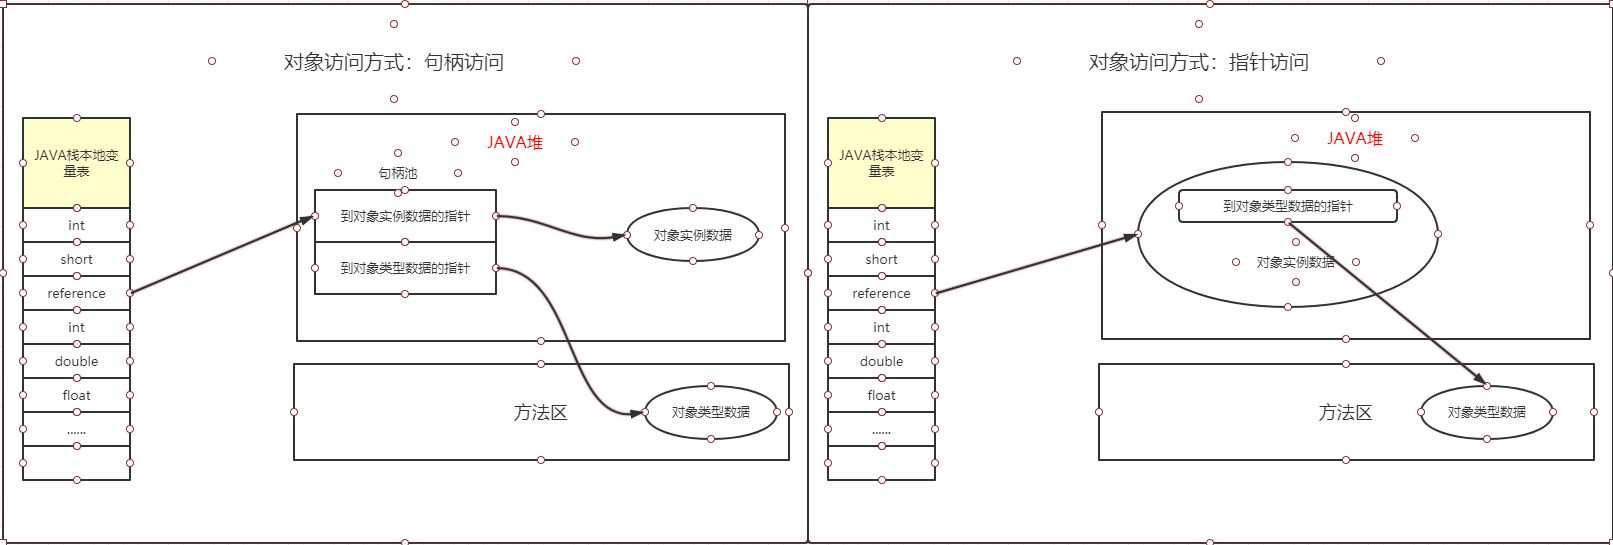 对象访问方式：句柄访问
JAVA栈本地变
量表
int
short
reference
int
double
float
......
JAVA堆
句柄池
到对象实例数据的指针
到对象类型数据的指针
对象实例数据
方法区
对象类型数据
对象访问方式：指针访问
JAVA栈本地变
量表
int
short
reference
int
double
float
......
JAVA堆
到对象类型数据的指针
对象实例数据
方法区
对象类型数据